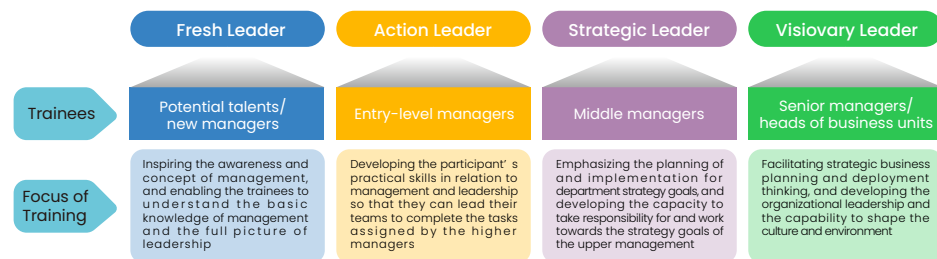 Fresh Leader
Action Leader
Strategic Leader
Visiovary Leader
Trainees
Potential talents/
new managers
Entry-level managers
Middle managers
Senior managers/
heads of business units
Focus of
Training
Inspiring the awareness and
concept of management,
and enabling the trainees to
understand the basic
knowledge of management
and the full picture of
leadership
Developing the participant’ s
practical skills in relation to
management and leadership
so that they can lead their
teams to complete the tasks
assigned by the higher
managers
Emphasizing the planning of
and implementation for
department strategy goals, and
developing the capacity to
take responsibility for and work
towards the strategy goals of
the upper management
Facilitating strategic business
planning and deployment
thinking, and developing the
organizational leadership and
the capability to shape the
culture and environment